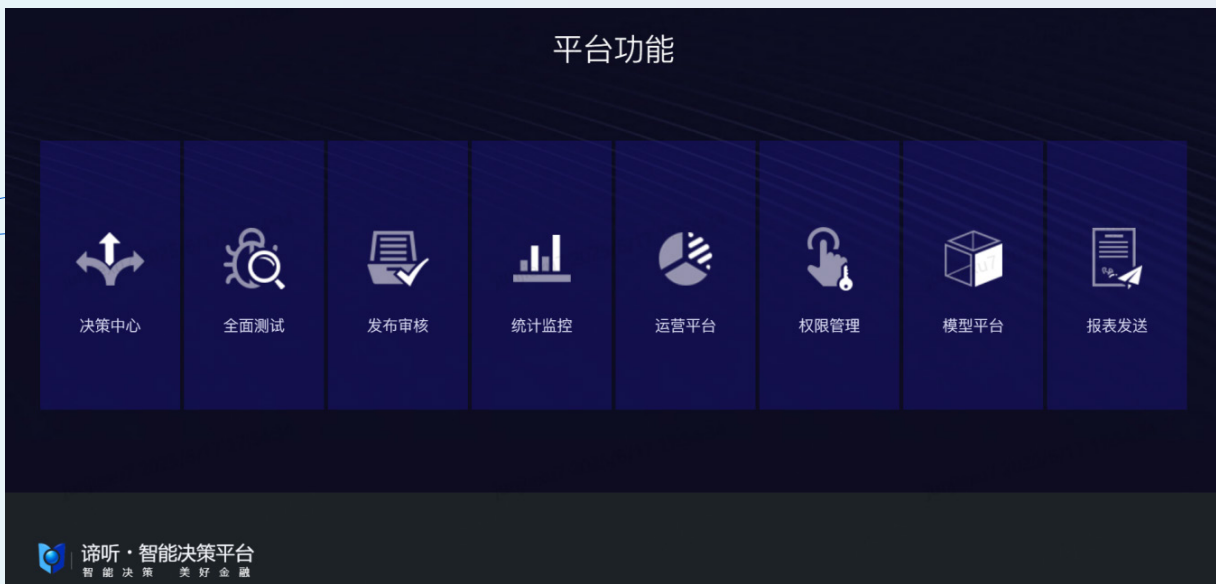 平台功能
决策中心 全面测试 发布审核 统计监控 运营平台 权限管理 模型平台 报表发送
谛听·智能决策平台
智能决策 美好金融